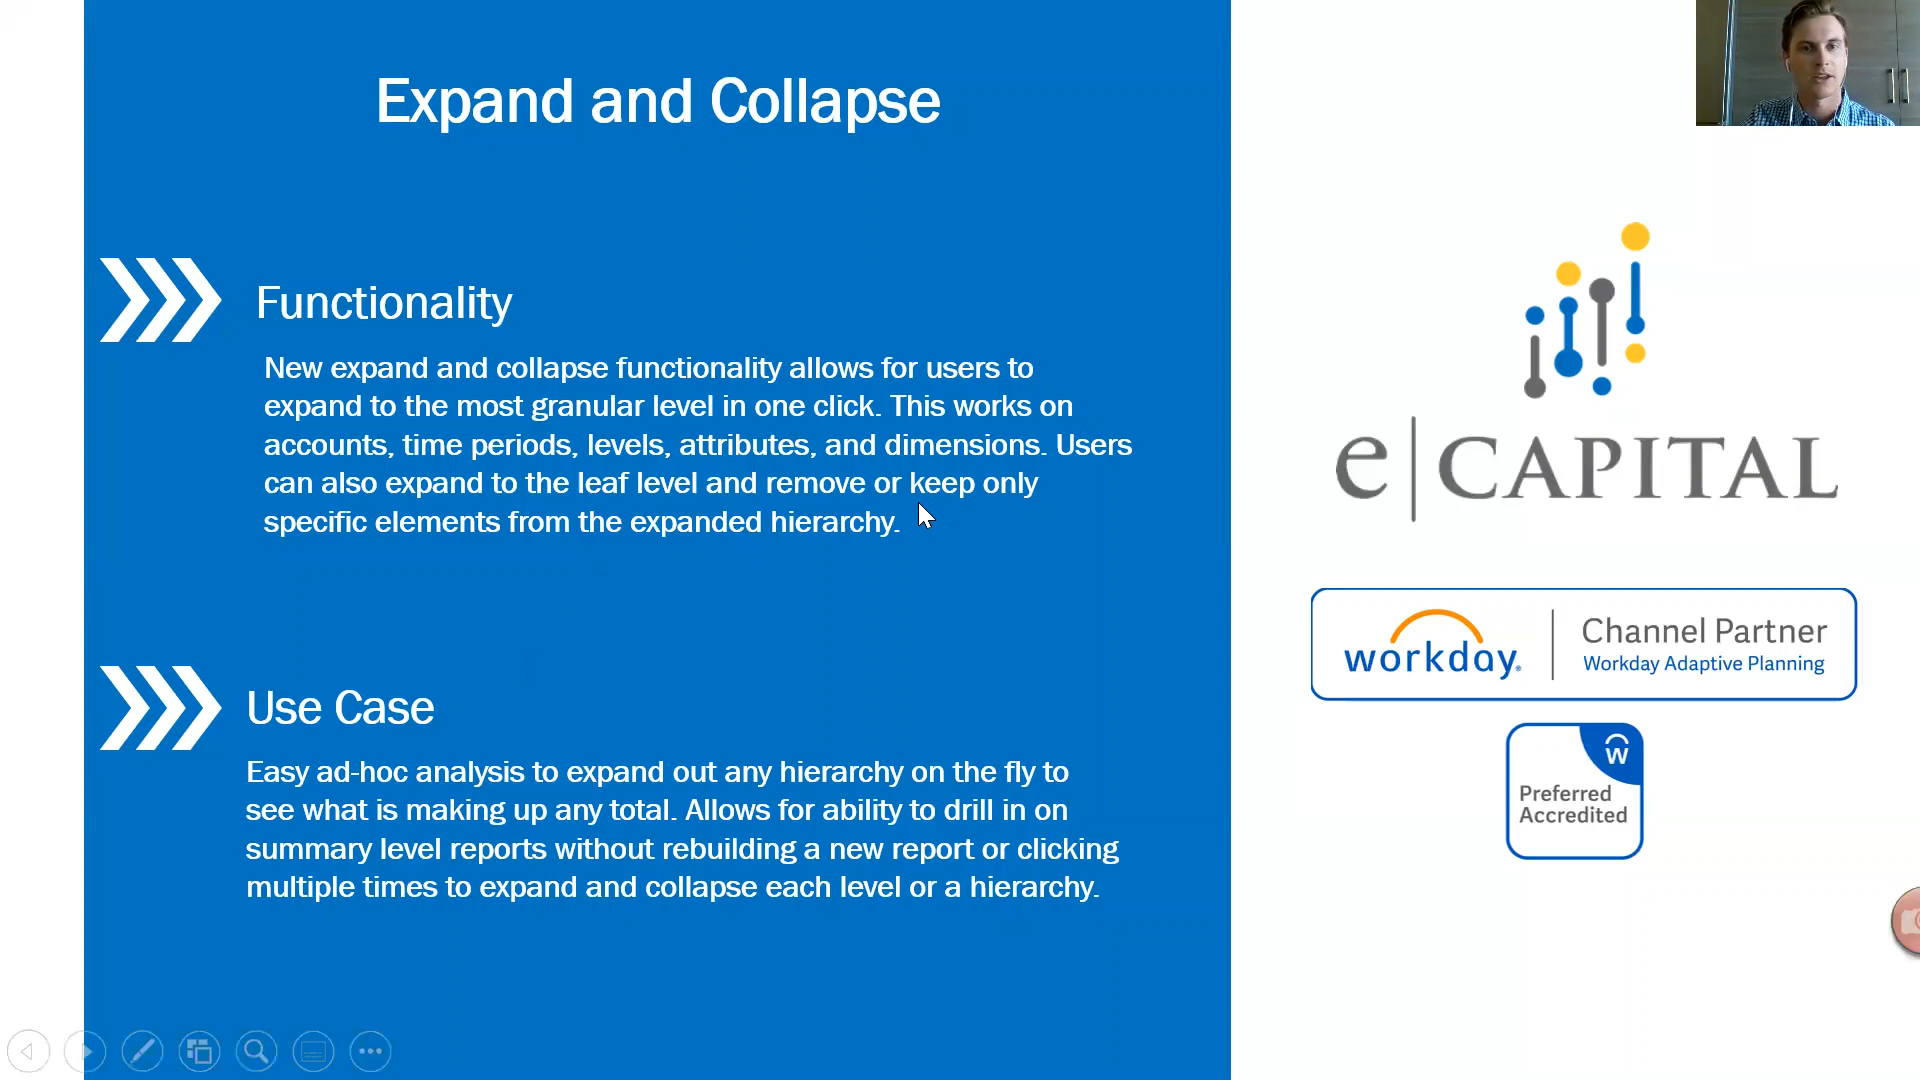 Expand and Collapse
Functionality
New expand and collapse functionality allows for users to
expand to the most granular level in one click. This works on
accounts, time periods, levels, attributes, and dimensions. Users
can also expand to the leaf level and remove or keep only
specific elements from the expanded hierarchy.
Use Case
Easy ad-hoc analysis to expand out any hierarchy on the fly to
see what is making up any total. Allows for ability to drill in on
summary level reports without rebuilding a new report or clicking
multiple times to expand and collapse each level or a hierarchy.
e|CAPITAL
workday®
Channel Partner
Workday Adaptive Planning
W
Preferred
Accredited